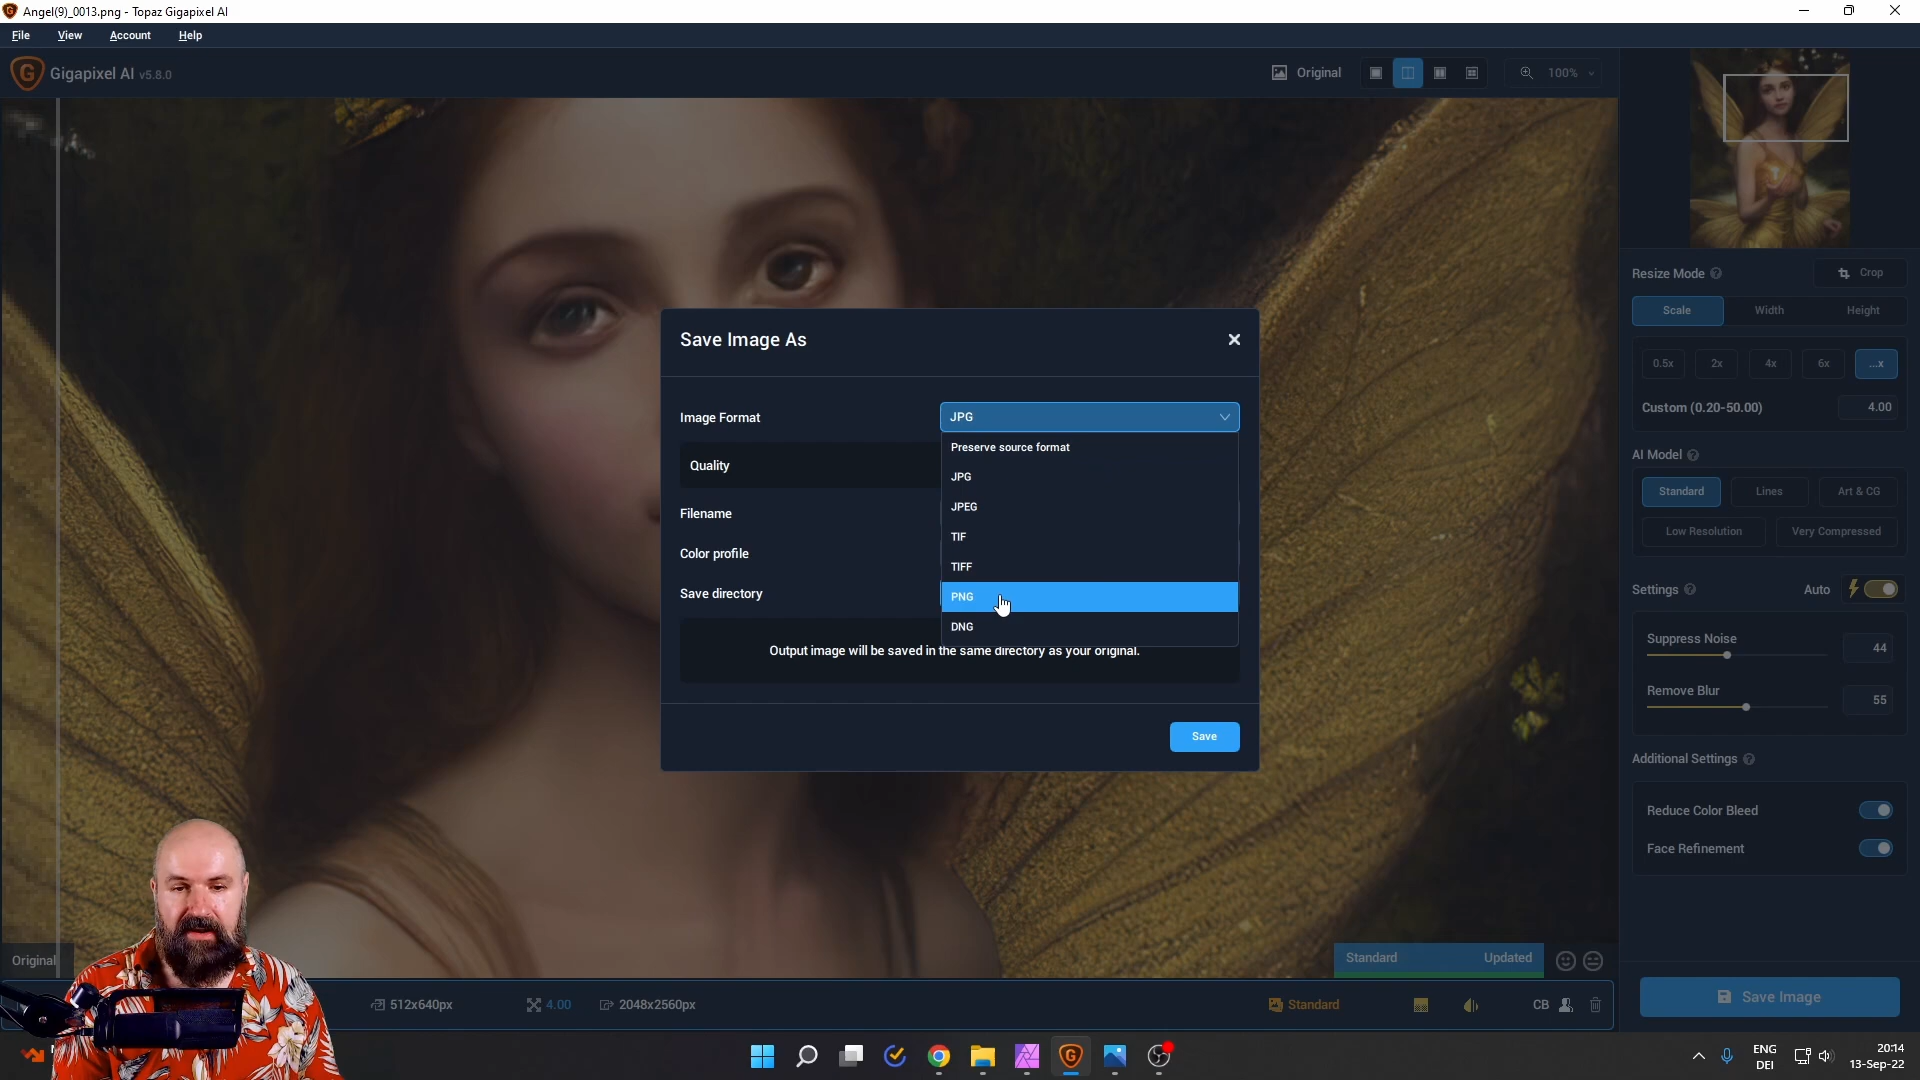 Angel(9)_0013.png - Topaz Gigapixel AI
File View Account Help
Gigapixel AI v5.8.0
Original
100%
Resize Mode
Crop
Scale Width Height
0.5x 2x 4x 6x ...x
Custom (0.20-50.00) 4.00
AI Model
Standard Lines Art & CG
Low Resolution Very Compressed
Settings Auto
Suppress Noise 44
Remove Blur 55
Additional Settings
Reduce Color Bleed
Face Refinement
Save Image
Save Image As
Image Format JPG
Preserve source format
JPG
JPEG
TIF
TIFF
PNG
DNG
Quality
Filename
Color profile
Save directory
Output image will be saved in the same directory as your original.
Save
Original
Standard Updated
512x640px 4.00 2048x2560px Standard CB
ENG
DEI
20:14
13-Sep-22